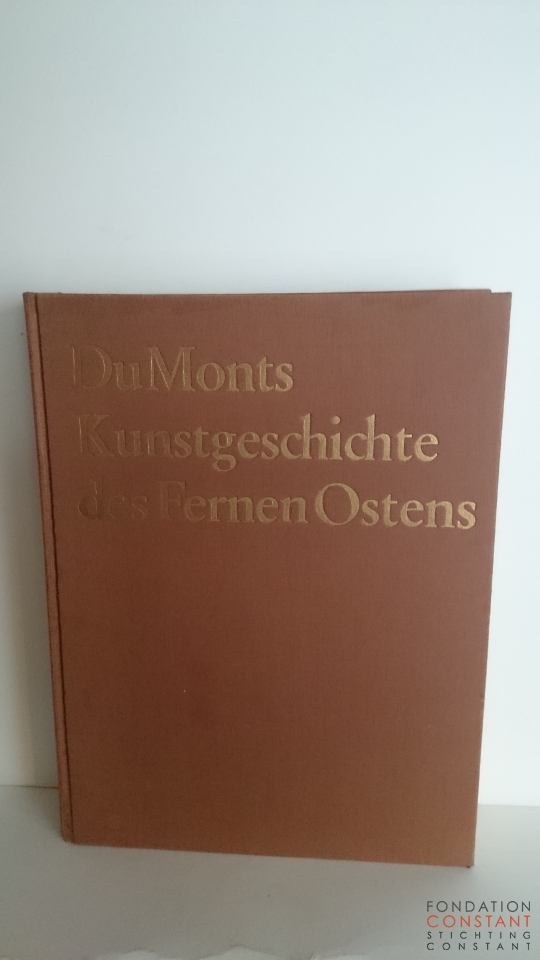 DuMonts
Kunstgeschichte
des Fernen Ostens
FONDATION
CONSTANT
STICHTING
CONSTANT